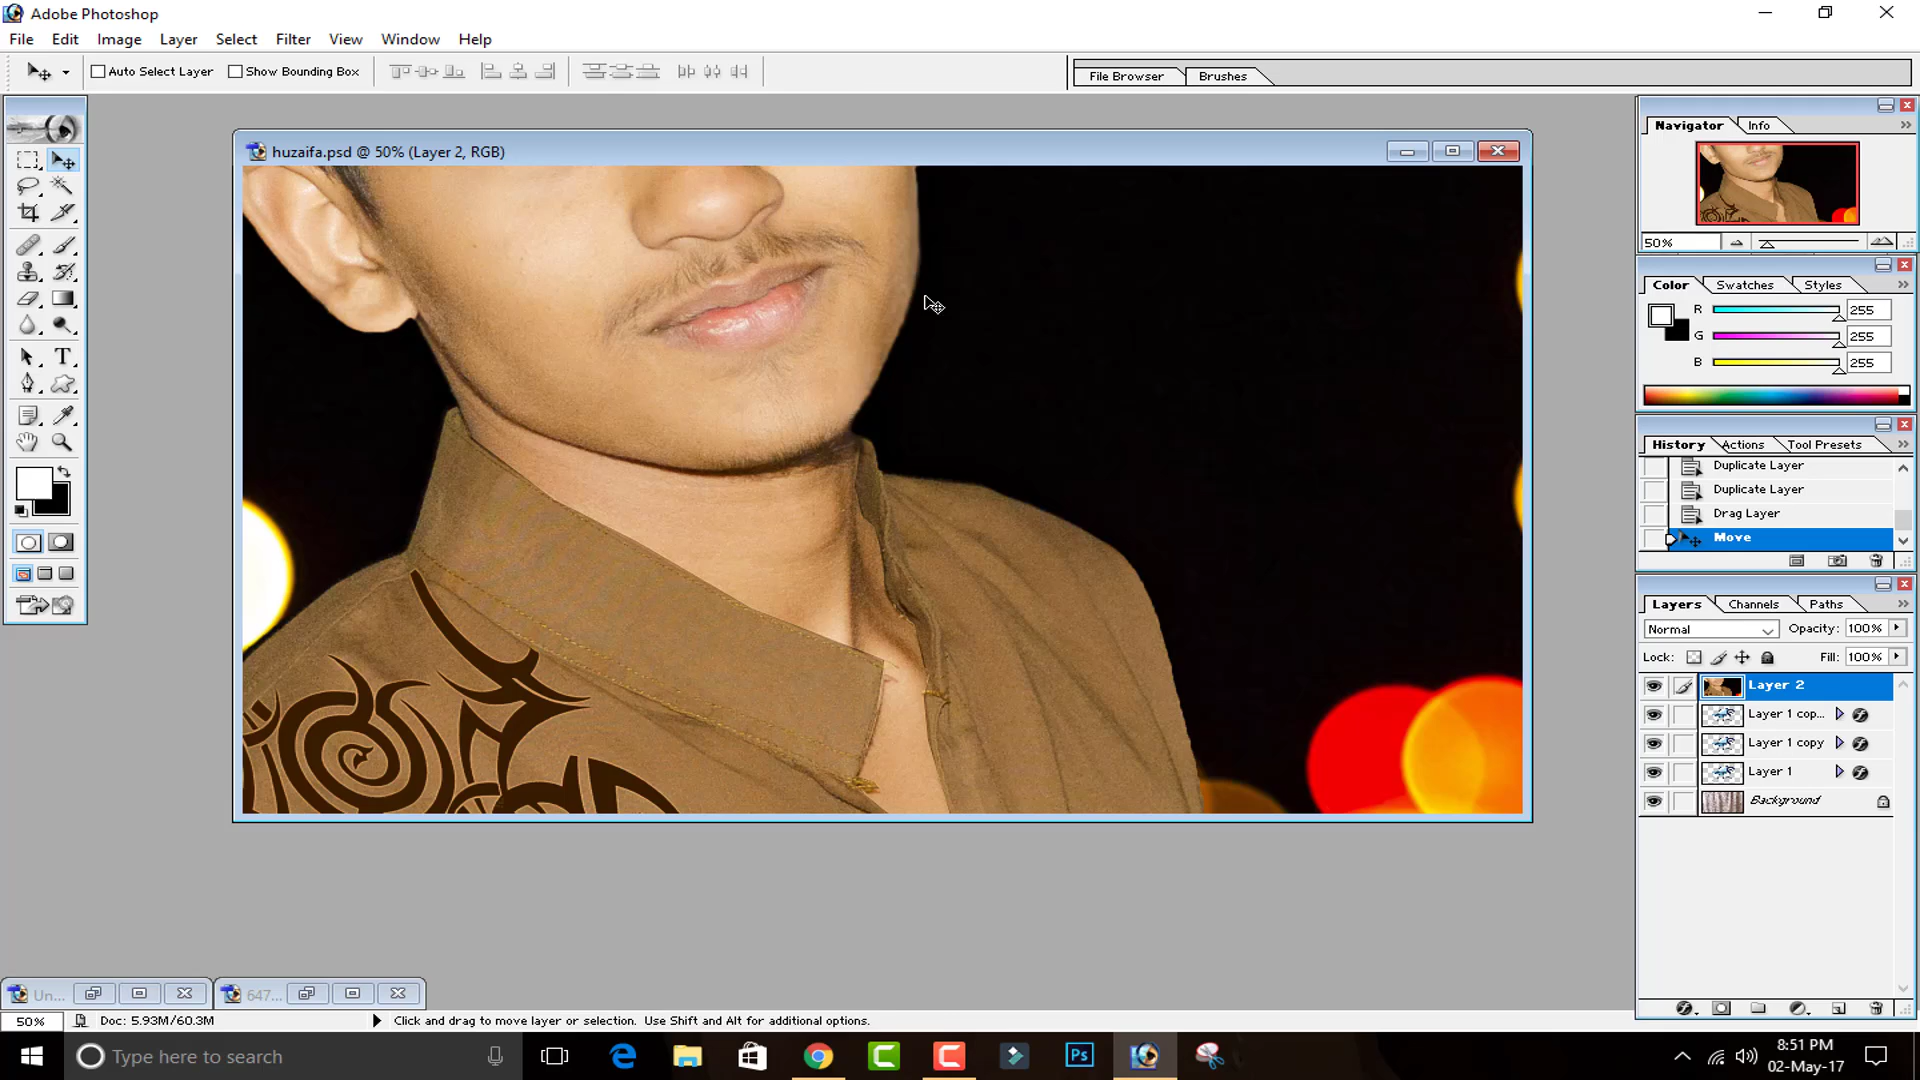 Adobe Photoshop
File Edit Image Layer Select Filter View Window Help
Auto Select Layer Show Bounding Box
File Browser Brushes
huzaifa.psd @ 50% (Layer 2, RGB)
Navigator Info
50%
Color Swatches Styles
R 255
G 255
B 255
History Actions Tool Presets
Duplicate Layer
Duplicate Layer
Drag Layer
Move
Layers Channels Paths
Normal Opacity: 100%
Lock: Fill: 100%
Layer 2
Layer 1 cop...
Layer 1 copy
Layer 1
Background
Un... 647...
50% Doc: 5.93M/60.3M Click and drag to move layer or selection. Use Shift and Alt for additional options.
Type here to search
Ps
8:51 PM
02-May-17